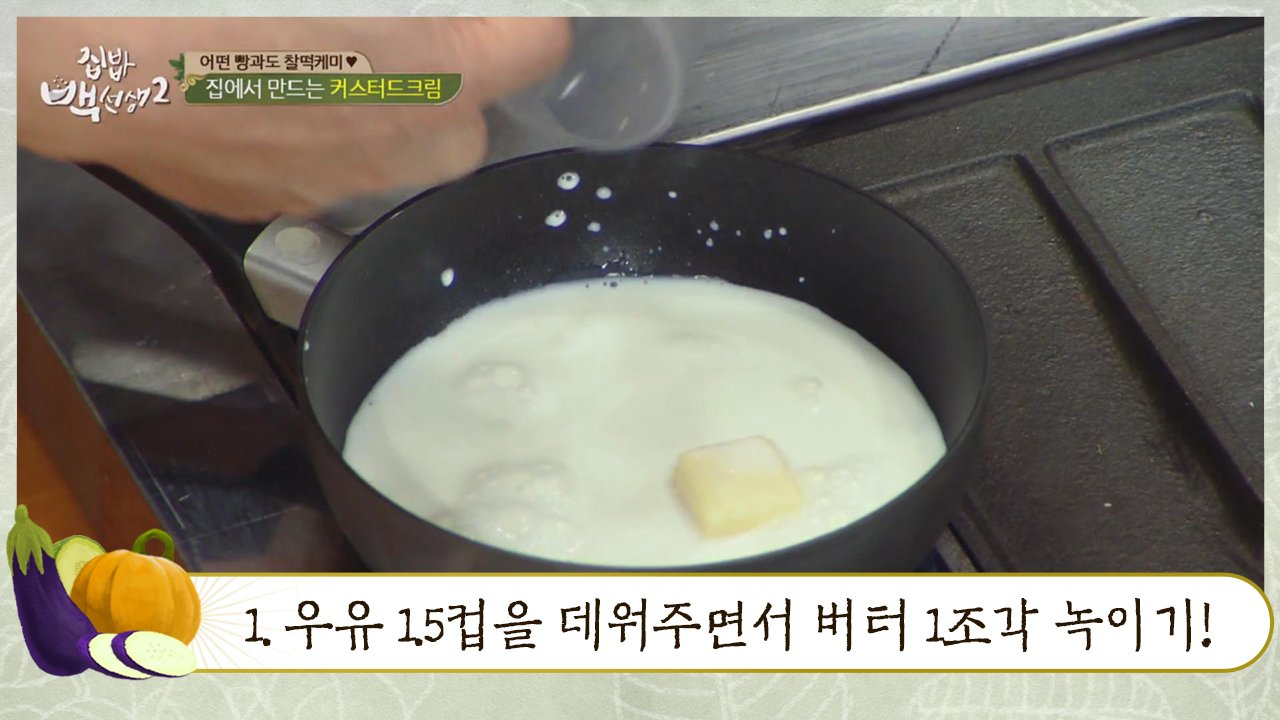 집밥
백선생2
어떤 빵과도 찰떡케미♥
집에서 만드는 커스터드크림
1. 우유 1.5컵을 데워주면서 버터 1조각 녹이기!